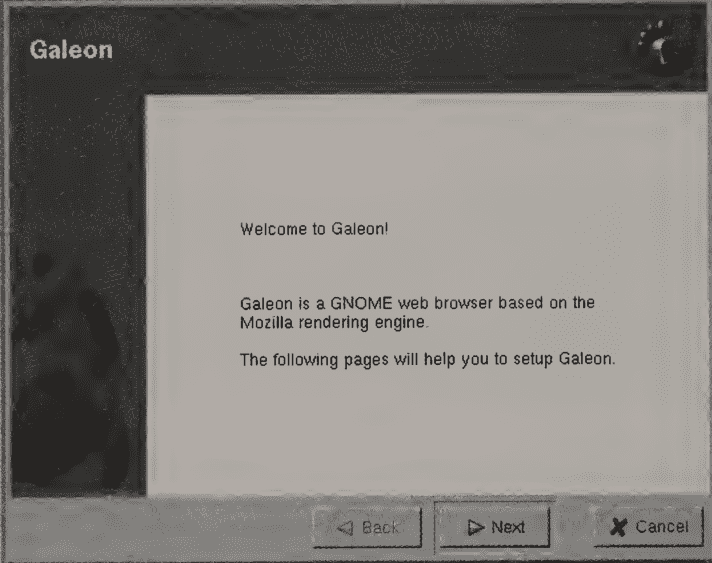 Galeon
Welcome to Galeon!
Galeon is a GNOME web browser based on the
Mozilla rendering engine.
The following pages will help you to setup Galeon.
Back
Next
Cancel